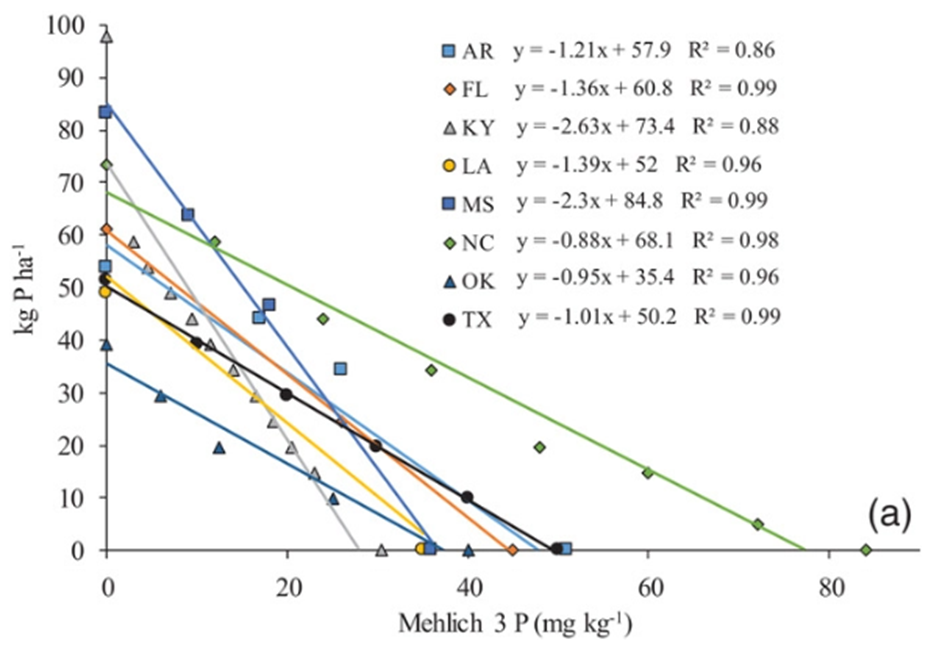 100
90
80
70
60
50
40
30
20
10
0
kg P ha-1
AR y = -1.21x + 57.9 R² = 0.86
FL y = -1.36x + 60.8 R² = 0.99
KY y = -2.63x + 73.4 R² = 0.88
LA y = -1.39x + 52 R² = 0.96
MS y = -2.3x + 84.8 R² = 0.99
NC y = -0.88x + 68.1 R² = 0.98
OK y = -0.95x + 35.4 R² = 0.96
TX y = -1.01x + 50.2 R² = 0.99
(a)
0 20 40 60 80
Mehlich 3 P (mg kg-1)